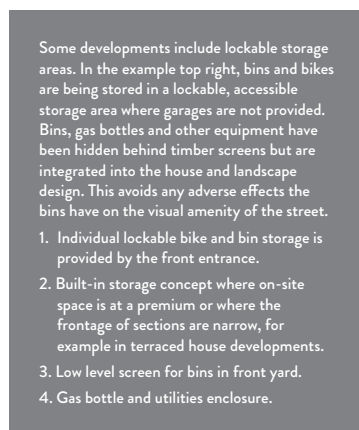 Some developments include lockable storage
areas. In the example top right, bins and bikes
are being stored in a lockable, accessible
storage area where garages are not provided.
Bins, gas bottles and other equipment have
been hidden behind timber screens but are
integrated into the house and landscape
design. This avoids any adverse effects the
bins have on the visual amenity of the street.
1. Individual lockable bike and bin storage is
provided by the front entrance.
2. Built-in storage concept where on-site
space is at a premium or where the
frontage of sections are narrow, for
example in terraced house developments.
3. Low level screen for bins in front yard.
4. Gas bottle and utilities enclosure.